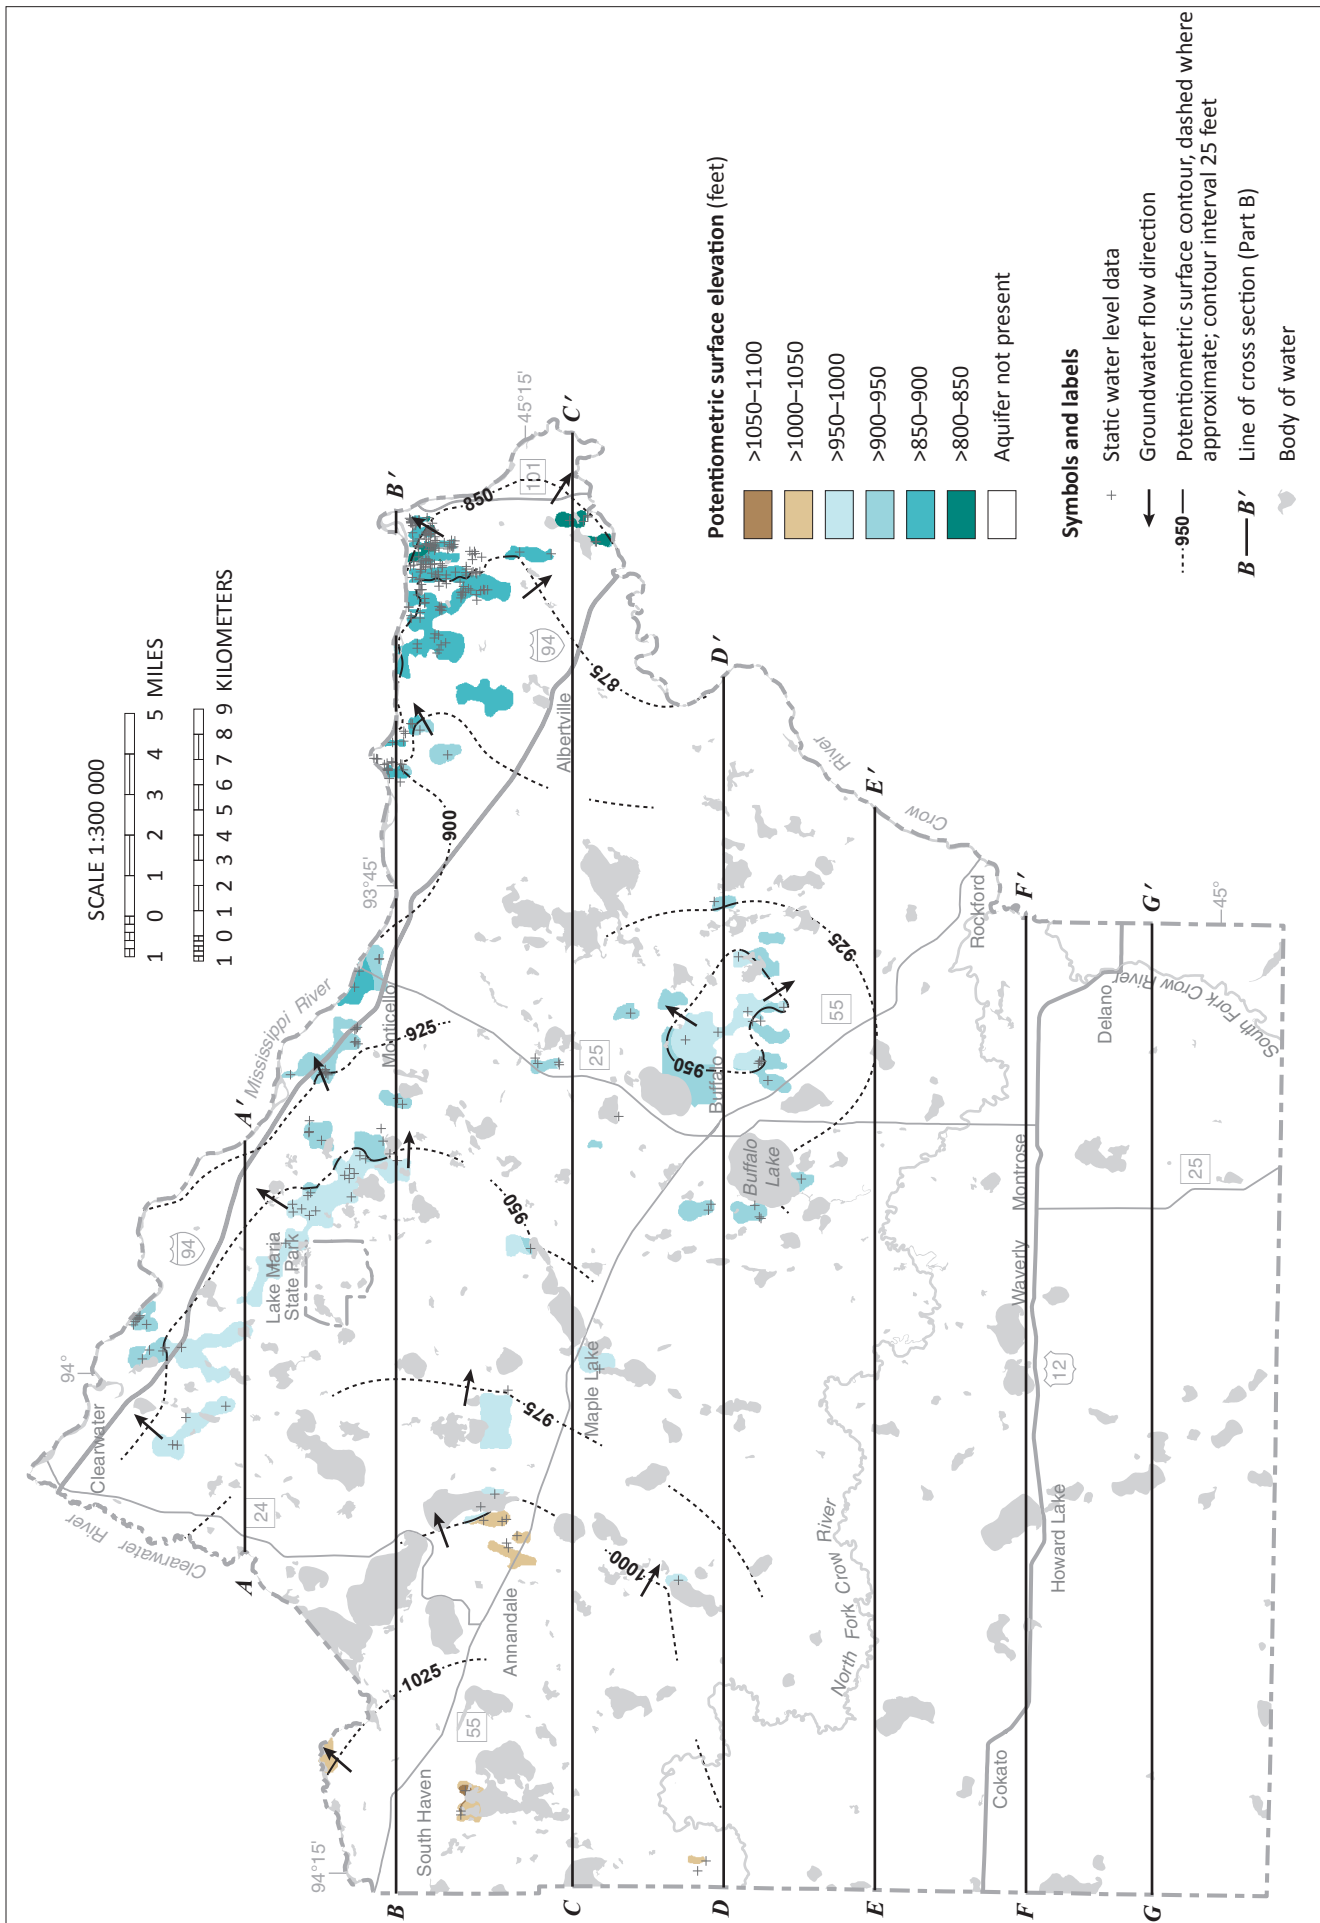 SCALE 1:300 000
1 0 1 2 3 4 5 MILES
1 0 1 2 3 4 5 6 7 8 9 KILOMETERS
94°15'
94°
93°45'
45°15'
45°
Clearwater
Clearwater River
Mississippi River
94
24
A
A'
Lake Maria
State Park
Monticello
925
900
B
B'
850
101
South Haven
1025
55
Annandale
975
950
Albertville
94
875
C
C'
Maple Lake
25
1000
950
Buffalo
D
D'
Buffalo
Lake
925
55
River
Crow
North Fork Crow River
E
E'
Rockford
Cokato
Howard Lake
12
Waverly
Montrose
Delano
F
F'
25
South Fork Crow River
G
G'
Potentiometric surface elevation (feet)
>1050–1100
>1000–1050
>950–1000
>900–950
>850–900
>800–850
Aquifer not present
Symbols and labels
Static water level data
Groundwater flow direction
950
Potentiometric surface contour, dashed where
approximate; contour interval 25 feet
B B' Line of cross section (Part B)
Body of water